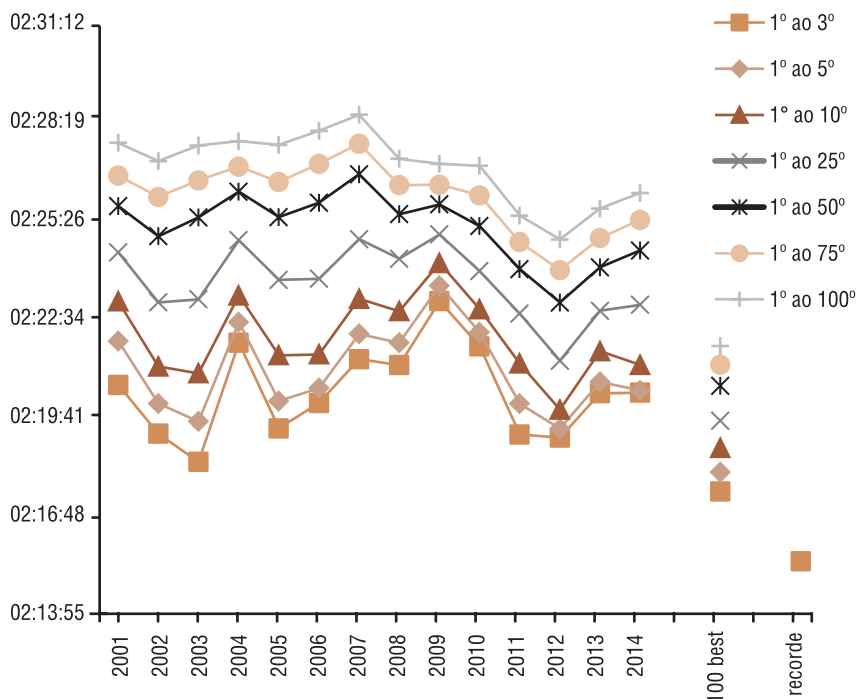 02:31:12
02:28:19
02:25:26
02:22:34
02:19:41
02:16:48
02:13:55
2001
2002
2003
2004
2005
2006
2007
2008
2009
2010
2011
2012
2013
2014
100 best
recorde
1º ao 3º
1º ao 5º
1° ao 10º
1º ao 25º
1º ao 50º
1º ao 75º
1º ao 100º